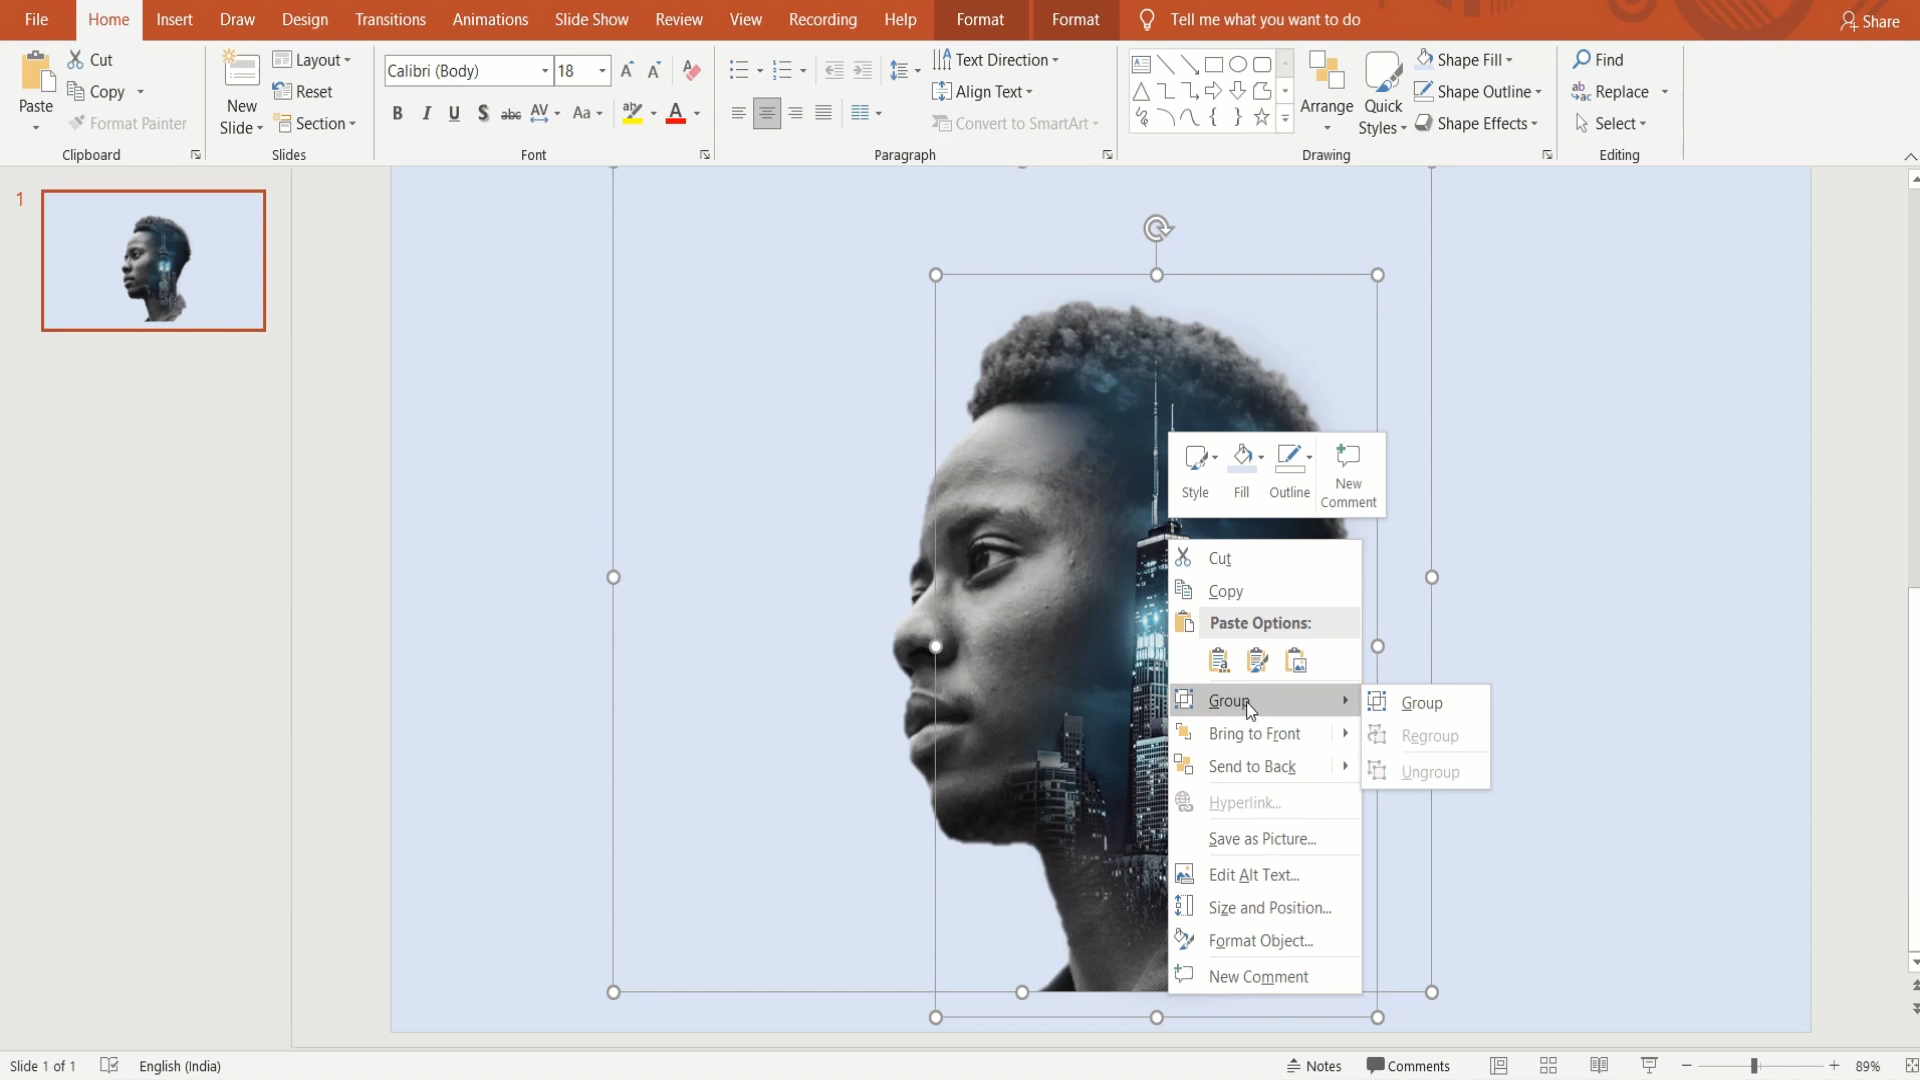 File Home Insert Draw Design Transitions Animations Slide Show Review View Recording Help Format Format Tell me what you want to do Share
Paste
Cut
Copy
Format Painter
Clipboard
New
Slide
Layout
Reset
Section
Slides
Calibri (Body) 18
B I U S abc AV Aa A
Font
Text Direction
Align Text
Convert to SmartArt
Paragraph
Arrange
Quick
Styles
Shape Fill
Shape Outline
Shape Effects
Drawing
Find
Replace
Select
Editing
1
Style Fill Outline New
Comment
Cut
Copy
Paste Options:
Group
Bring to Front
Send to Back
Hyperlink...
Save as Picture...
Edit Alt Text...
Size and Position...
Format Object...
New Comment
Group
Regroup
Ungroup
Slide 1 of 1 English (India) Notes Comments 89%